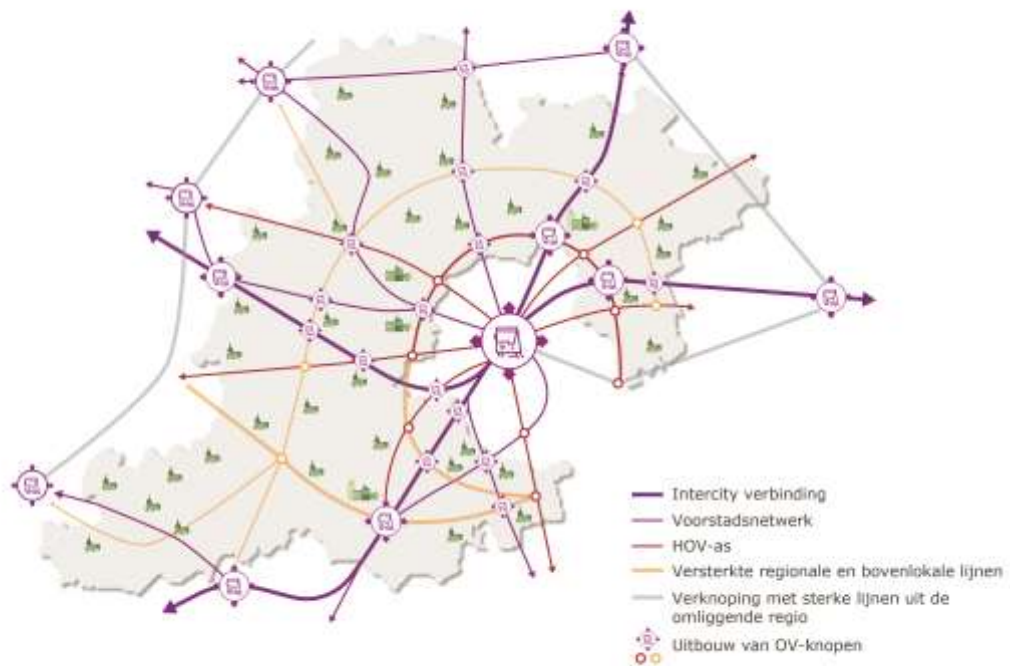 Intercity verbinding
Voorstadsnetwerk
HOV-as
Versterkte regionale en bovenlokale lijnen
Verknoping met sterke lijnen uit de
omliggende regio
Uitbouw van OV-knopen